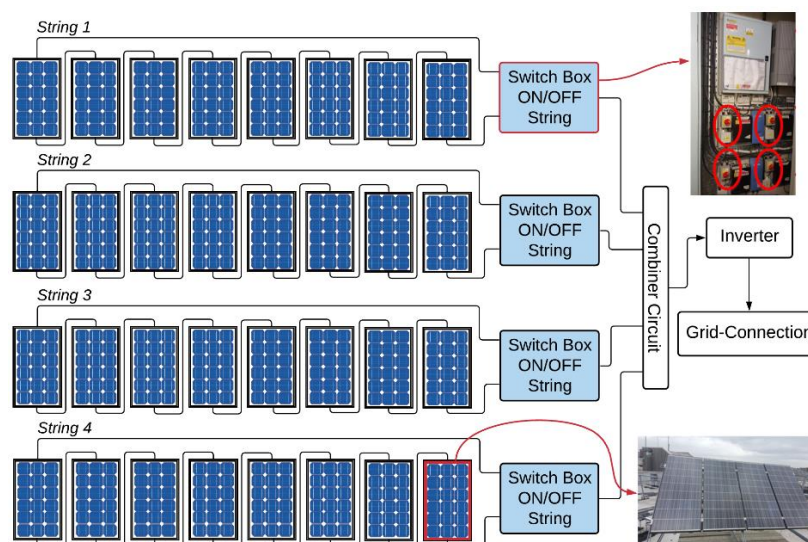 String 1
Switch Box
ON/OFF
String
String 2
Switch Box
ON/OFF
String
Combiner Circuit
Inverter
Grid-Connection
String 3
Switch Box
ON/OFF
String
String 4
Switch Box
ON/OFF
String